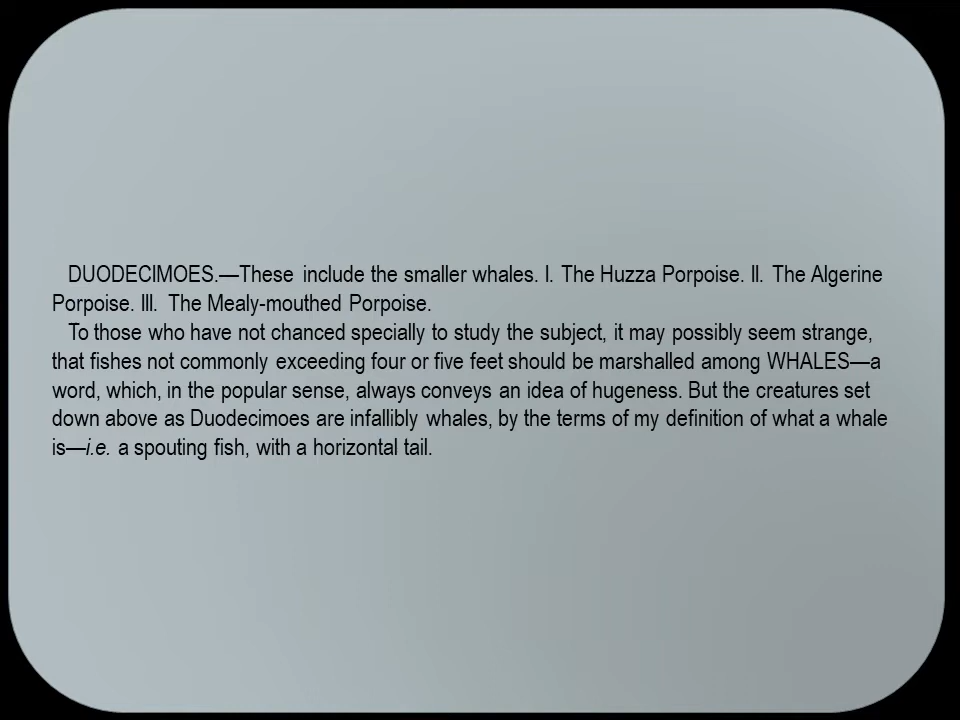 DUODECIMOES.—These include the smaller whales. I. The Huzza Porpoise. II. The Algerine
Porpoise. III. The Mealy-mouthed Porpoise.
To those who have not chanced specially to study the subject, it may possibly seem strange,
that fishes not commonly exceeding four or five feet should be marshalled among WHALES—a
word, which, in the popular sense, always conveys an idea of hugeness. But the creatures set
down above as Duodecimoes are infallibly whales, by the terms of my definition of what a whale
is—i.e. a spouting fish, with a horizontal tail.